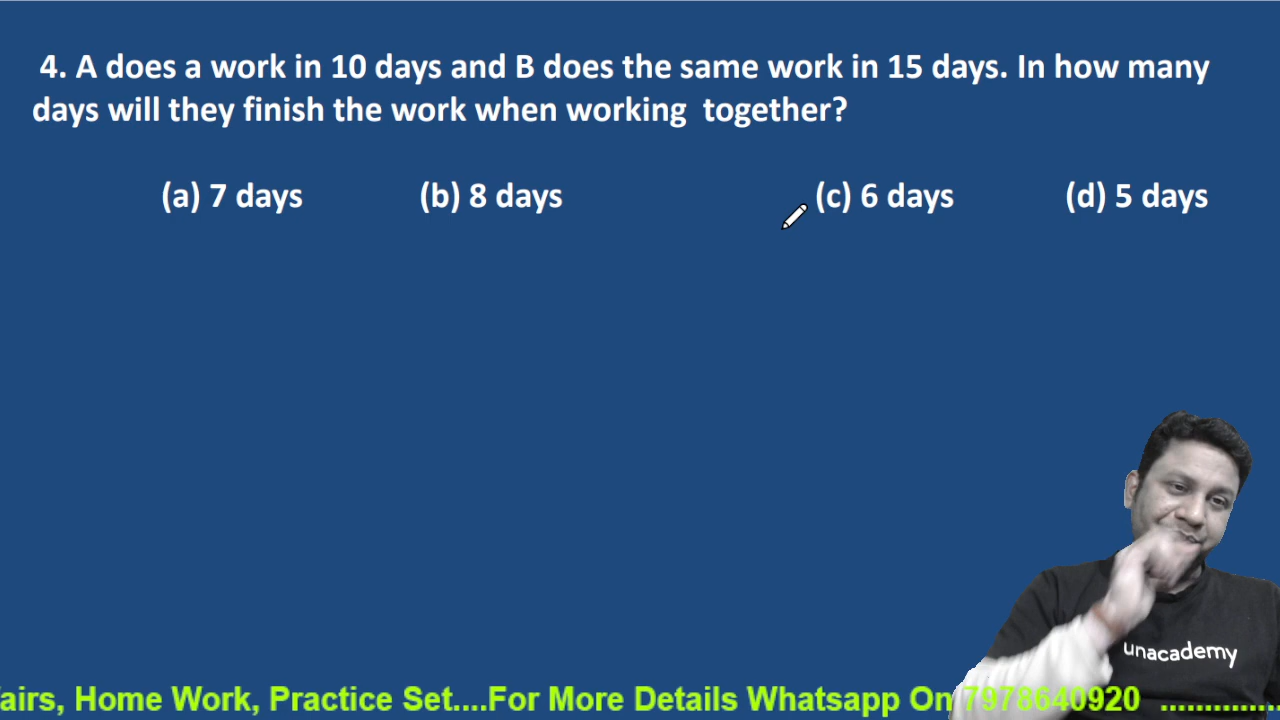 4. A does a work in 10 days and B does the same work in 15 days. In how many
days will they finish the work when working together?
(a) 7 days (b) 8 days (c) 6 days (d) 5 days
unacademy
airs, Home Work, Practice Set....For More Details Whatsapp On 7978640920 ..............